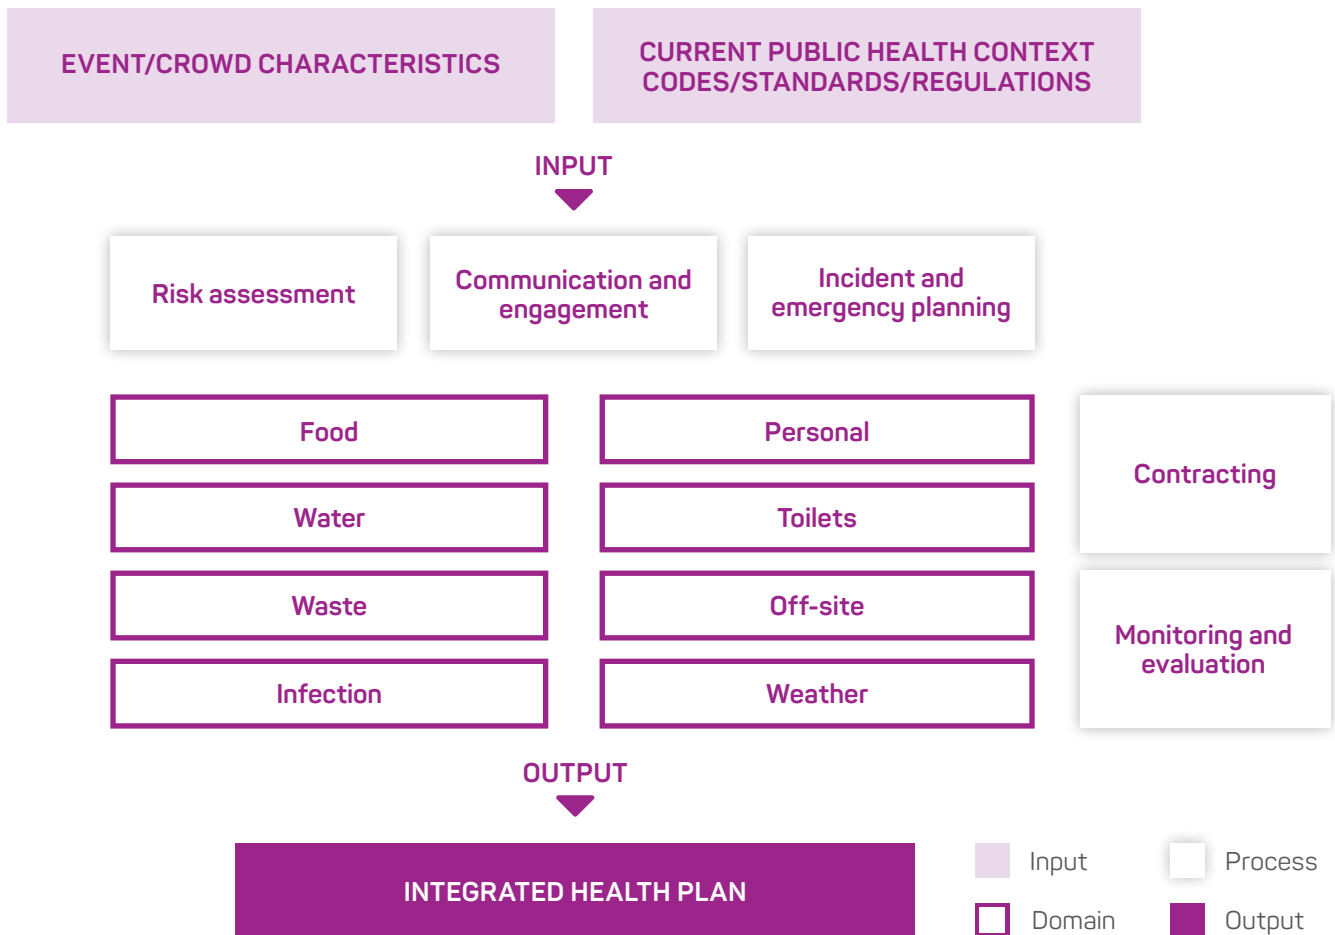 EVENT/CROWD CHARACTERISTICS
CURRENT PUBLIC HEALTH CONTEXT
CODES/STANDARDS/REGULATIONS
INPUT
Risk assessment
Communication and
engagement
Incident and
emergency planning
Food
Personal
Water
Toilets
Waste
Off-site
Infection
Weather
Contracting
Monitoring and
evaluation
OUTPUT
INTEGRATED HEALTH PLAN
Input
Process
Domain
Output